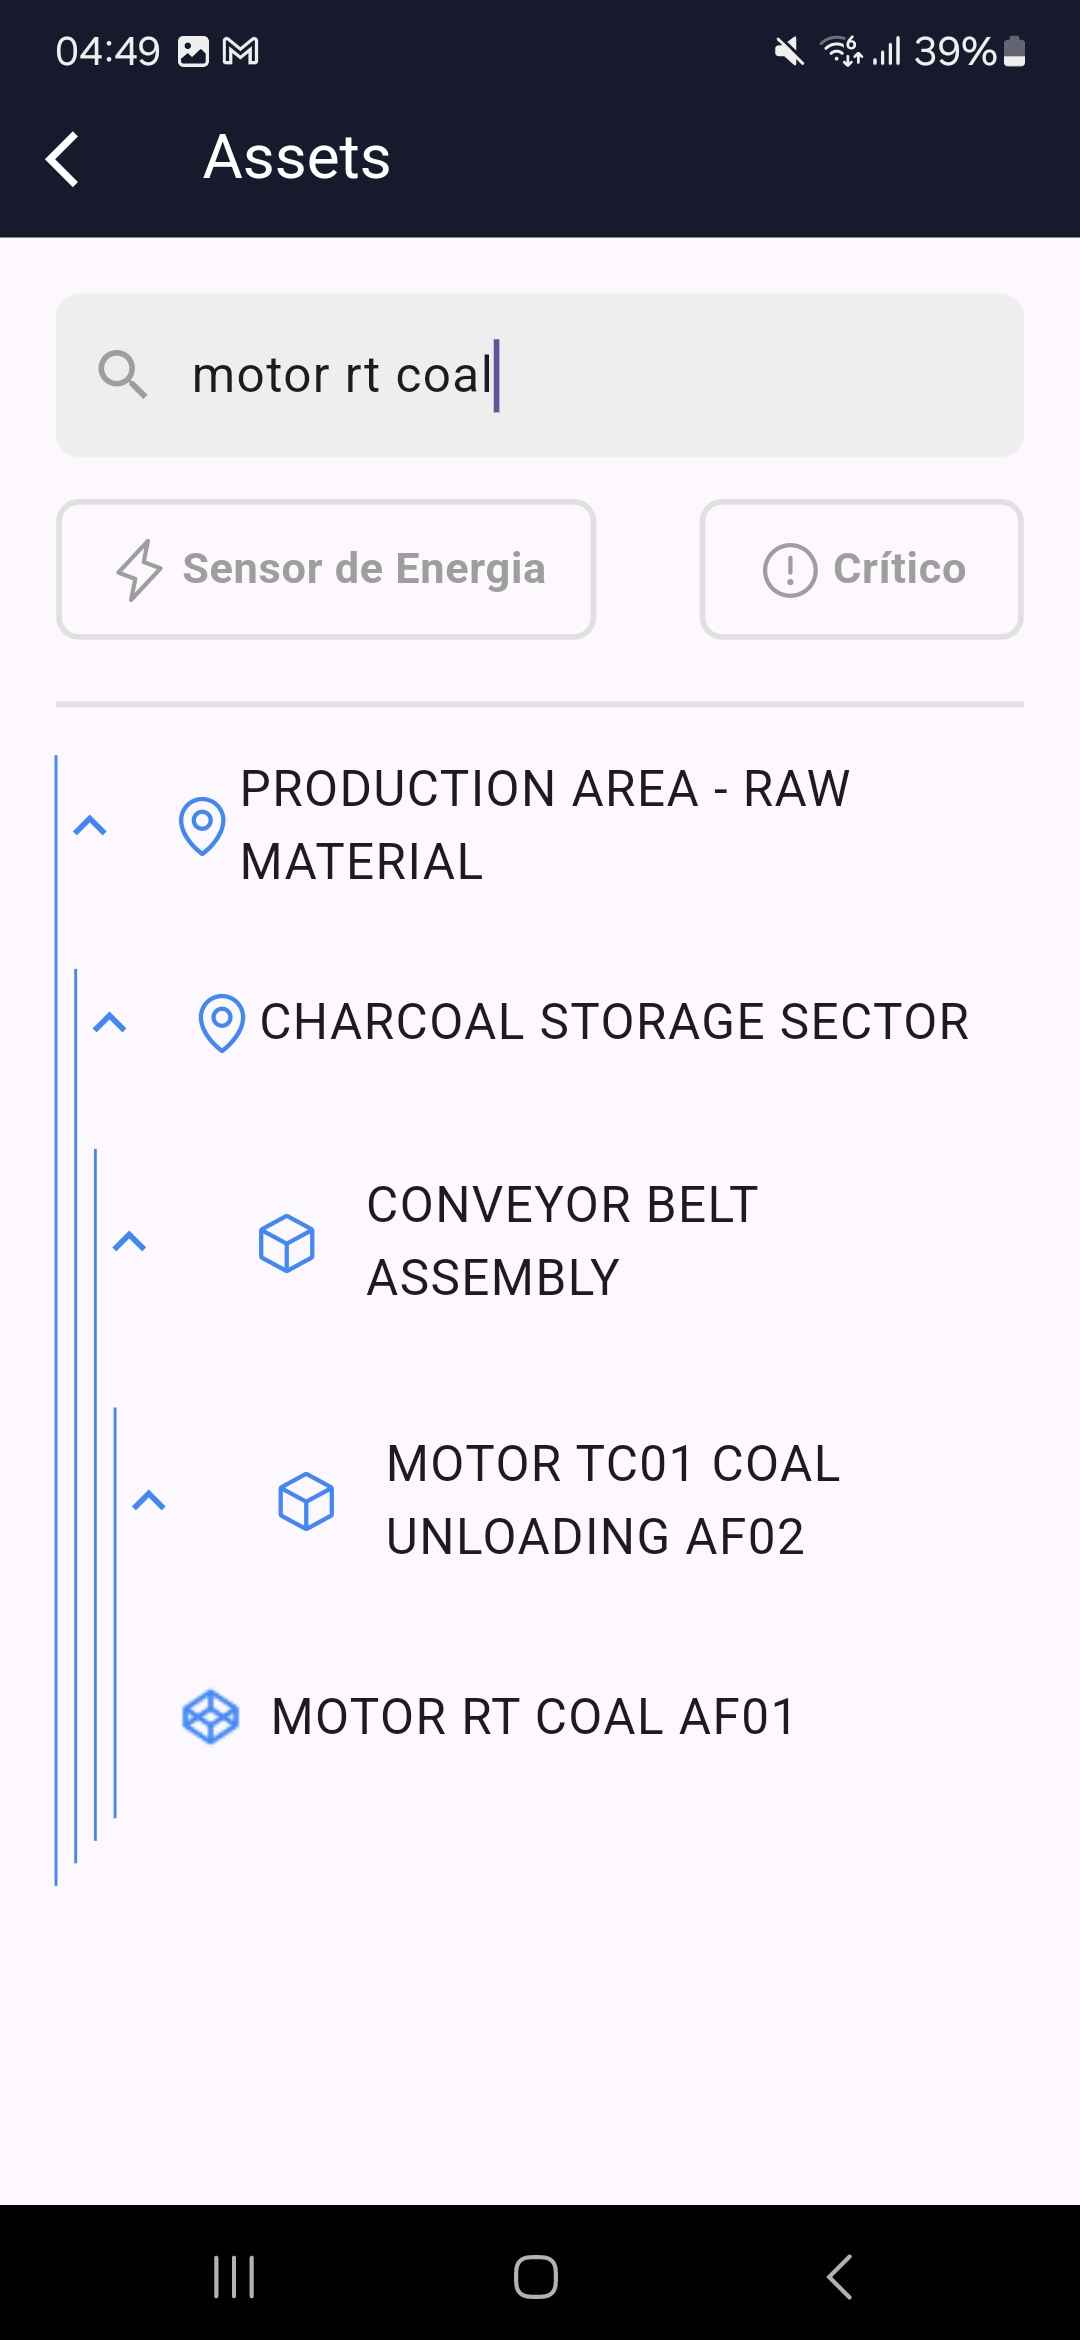 04:49
6
39%
Assets
motor rt coal
Sensor de Energia
Crítico
PRODUCTION AREA - RAW
MATERIAL
CHARCOAL STORAGE SECTOR
CONVEYOR BELT
ASSEMBLY
MOTOR TC01 COAL
UNLOADING AF02
MOTOR RT COAL AF01